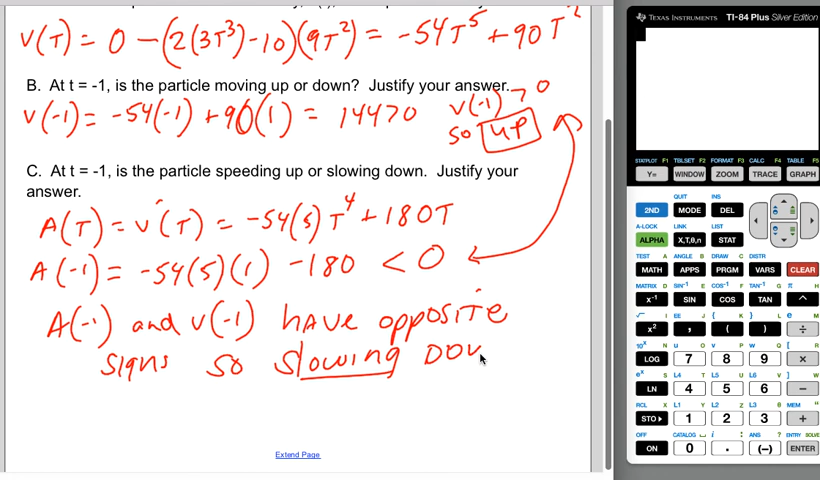 V(T) = 0 - (2(3T³)-10)(9T²) = -54T⁵ + 90T²
B. At t = -1, is the particle moving up or down? Justify your answer.
V(-1) = -54(-1) + 90(1) = 144>0 V(-1) > 0
so UP
C. At t = -1, is the particle speeding up or slowing down. Justify your
answer.
A(T) = V'(T) = -54(5)T⁴ + 180T
A(-1) = -54(5)(1) - 180 < 0
A(-1) and V(-1) have opposite
signs so slowing DOW
Extend Page
TEXAS INSTRUMENTS TI-84 Plus Silver Edition
STATPLOT F1 TBLSET F2 FORMAT F3 CALC F4 TABLE F5
Y= WINDOW ZOOM TRACE GRAPH
QUIT INS
2ND MODE DEL
A-LOCK LINK LIST
ALPHA X,T,θ,n STAT
TEST A ANGLE B DRAW C DISTR
MATH APPS PRGM VARS CLEAR
MATRIX D SIN⁻¹ E COS⁻¹ F TAN⁻¹ G π H
x⁻¹ SIN COS TAN ^
√ I EE J { K } L e M
x² , ( ) ÷
10ˣ N u O v P w Q [ R
LOG 7 8 9 ×
eˣ S L4 T L5 U L6 V ] W
LN 4 5 6 −
RCL X L1 Y L2 Z L3 θ MEM "
STO▸ 1 2 3 +
OFF CATALOG i : ANS ? ENTRY SOLVE
ON 0 . (−) ENTER